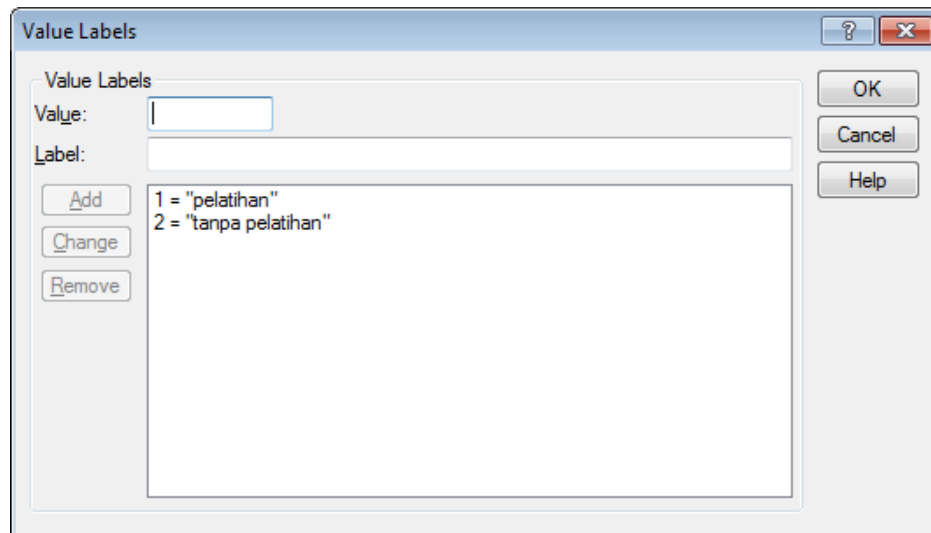 Value Labels
Value Labels
Value:
Label:
Add
Change
Remove
1 = "pelatihan"
2 = "tanpa pelatihan"
OK
Cancel
Help